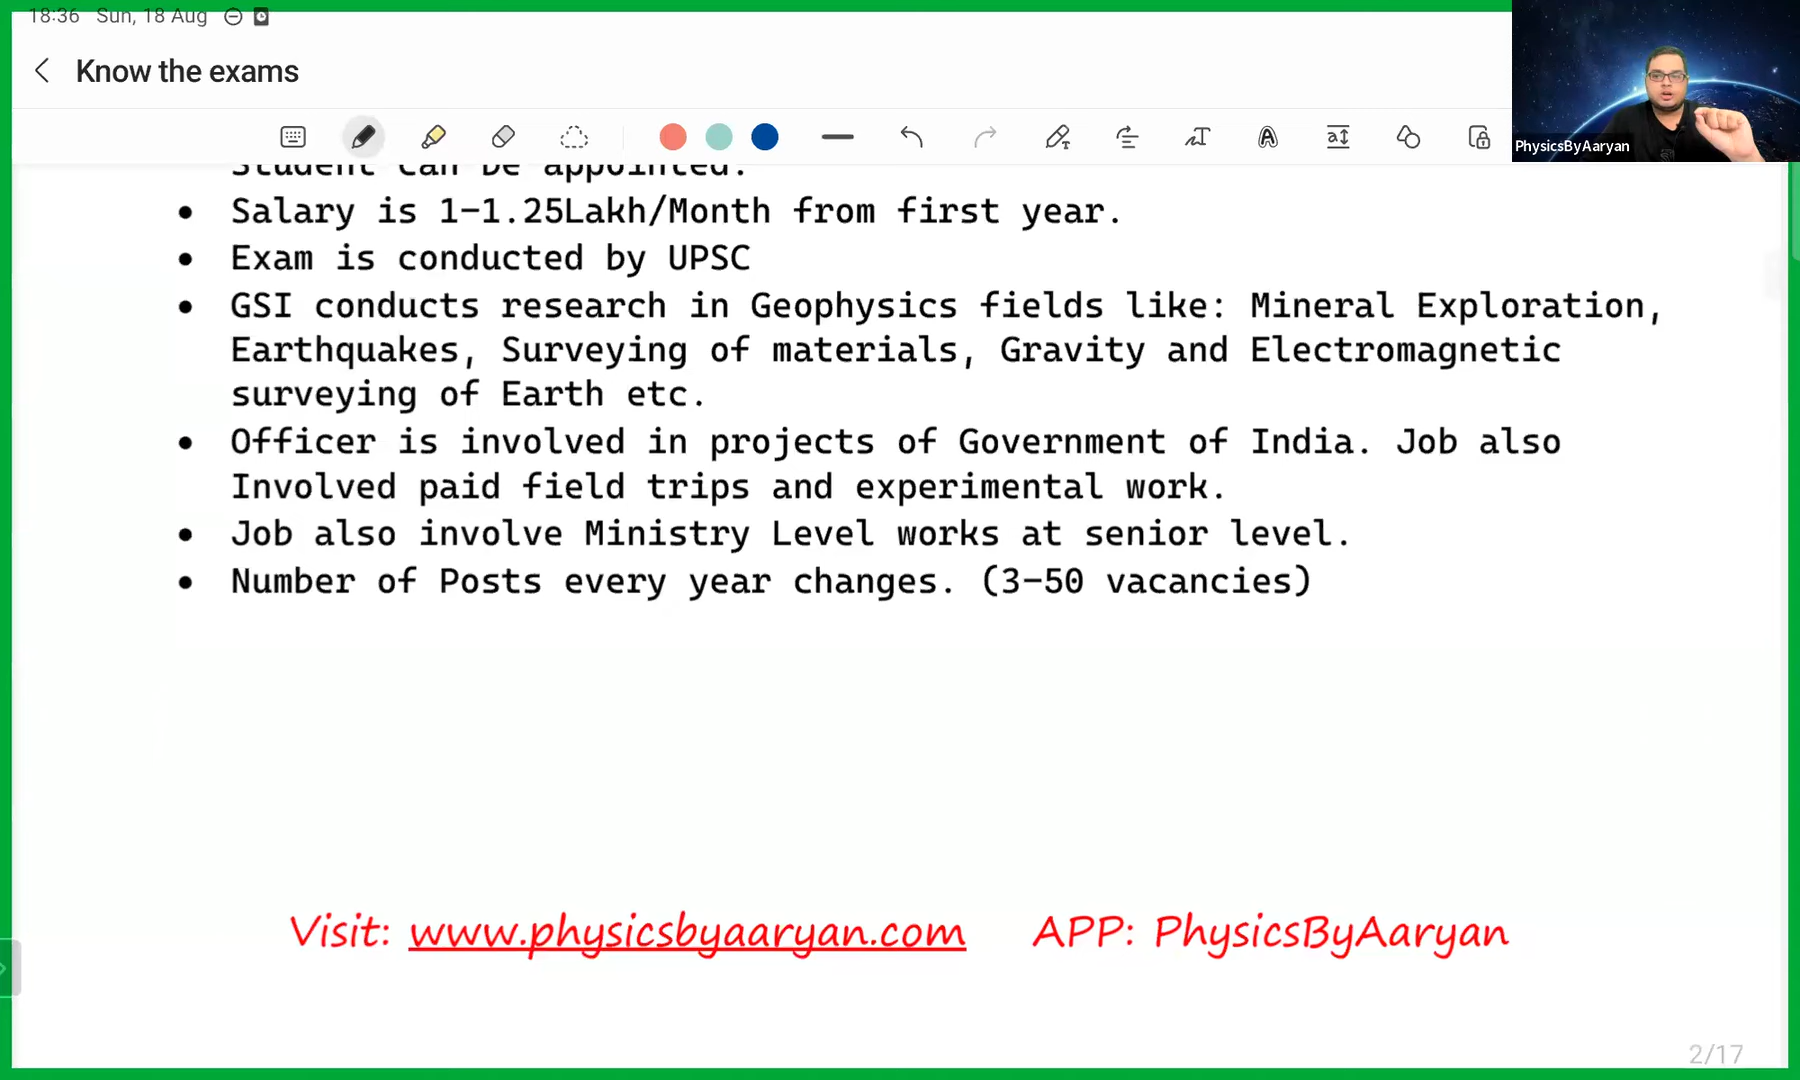 18:36 Sun, 18 Aug
Know the exams
PhysicsByAaryan
Student can be appointed.
• Salary is 1-1.25Lakh/Month from first year.
• Exam is conducted by UPSC
• GSI conducts research in Geophysics fields like: Mineral Exploration,
Earthquakes, Surveying of materials, Gravity and Electromagnetic
surveying of Earth etc.
• Officer is involved in projects of Government of India. Job also
Involved paid field trips and experimental work.
• Job also involve Ministry Level works at senior level.
• Number of Posts every year changes. (3-50 vacancies)
Visit: www.physicsbyaaryan.com APP: PhysicsByAaryan
2/17